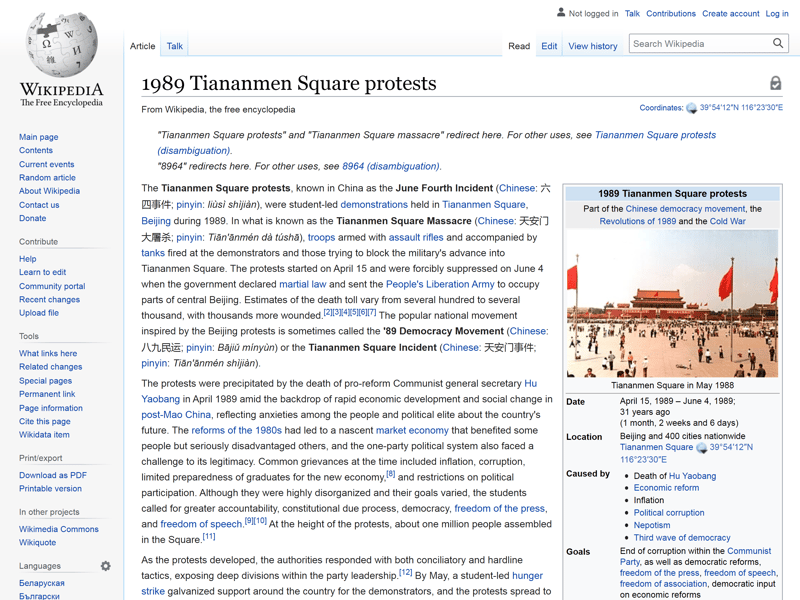 Not logged in Talk Contributions Create account Log in
Article Talk
Read Edit View history Search Wikipedia
WIKIPEDIA
The Free Encyclopedia
Main page
Contents
Current events
Random article
About Wikipedia
Contact us
Donate
Contribute
Help
Learn to edit
Community portal
Recent changes
Upload file
Tools
What links here
Related changes
Special pages
Permanent link
Page information
Cite this page
Wikidata item
Print/export
Download as PDF
Printable version
In other projects
Wikimedia Commons
Wikiquote
Languages
Беларуская
Български
1989 Tiananmen Square protests
From Wikipedia, the free encyclopedia
Coordinates: 39°54′12″N 116°23′30″E
"Tiananmen Square protests" and "Tiananmen Square massacre" redirect here. For other uses, see Tiananmen Square protests
(disambiguation).
"8964" redirects here. For other uses, see 8964 (disambiguation).
The Tiananmen Square protests, known in China as the June Fourth Incident (Chinese: 六
四事件; pinyin: liùsì shìjiàn), were student-led demonstrations held in Tiananmen Square,
Beijing during 1989. In what is known as the Tiananmen Square Massacre (Chinese: 天安门
大屠杀; pinyin: Tiān'ānmén dà túshā), troops armed with assault rifles and accompanied by
tanks fired at the demonstrators and those trying to block the military's advance into
Tiananmen Square. The protests started on April 15 and were forcibly suppressed on June 4
when the government declared martial law and sent the People's Liberation Army to occupy
parts of central Beijing. Estimates of the death toll vary from several hundred to several
thousand, with thousands more wounded.[2][3][4][5][6][7] The popular national movement
inspired by the Beijing protests is sometimes called the '89 Democracy Movement (Chinese:
八九民运; pinyin: Bājiǔ mínyùn) or the Tiananmen Square Incident (Chinese: 天安门事件;
pinyin: Tiān'ānmén shìjiàn).
The protests were precipitated by the death of pro-reform Communist general secretary Hu
Yaobang in April 1989 amid the backdrop of rapid economic development and social change in
post-Mao China, reflecting anxieties among the people and political elite about the country's
future. The reforms of the 1980s had led to a nascent market economy that benefited some
people but seriously disadvantaged others, and the one-party political system also faced a
challenge to its legitimacy. Common grievances at the time included inflation, corruption,
limited preparedness of graduates for the new economy,[8] and restrictions on political
participation. Although they were highly disorganized and their goals varied, the students
called for greater accountability, constitutional due process, democracy, freedom of the press,
and freedom of speech.[9][10] At the height of the protests, about one million people assembled
in the Square.[11]
As the protests developed, the authorities responded with both conciliatory and hardline
tactics, exposing deep divisions within the party leadership.[12] By May, a student-led hunger
strike galvanized support around the country for the demonstrators, and the protests spread to
1989 Tiananmen Square protests
Part of the Chinese democracy movement, the
Revolutions of 1989 and the Cold War
Tiananmen Square in May 1988
Date April 15, 1989 – June 4, 1989;
31 years ago
(1 month, 2 weeks and 6 days)
Location Beijing and 400 cities nationwide
Tiananmen Square 39°54′12″N
116°23′30″E
Caused by • Death of Hu Yaobang
• Economic reform
• Inflation
• Political corruption
• Nepotism
• Third wave of democracy
Goals End of corruption within the Communist
Party, as well as democratic reforms,
freedom of the press, freedom of speech,
freedom of association, democratic input
on economic reforms